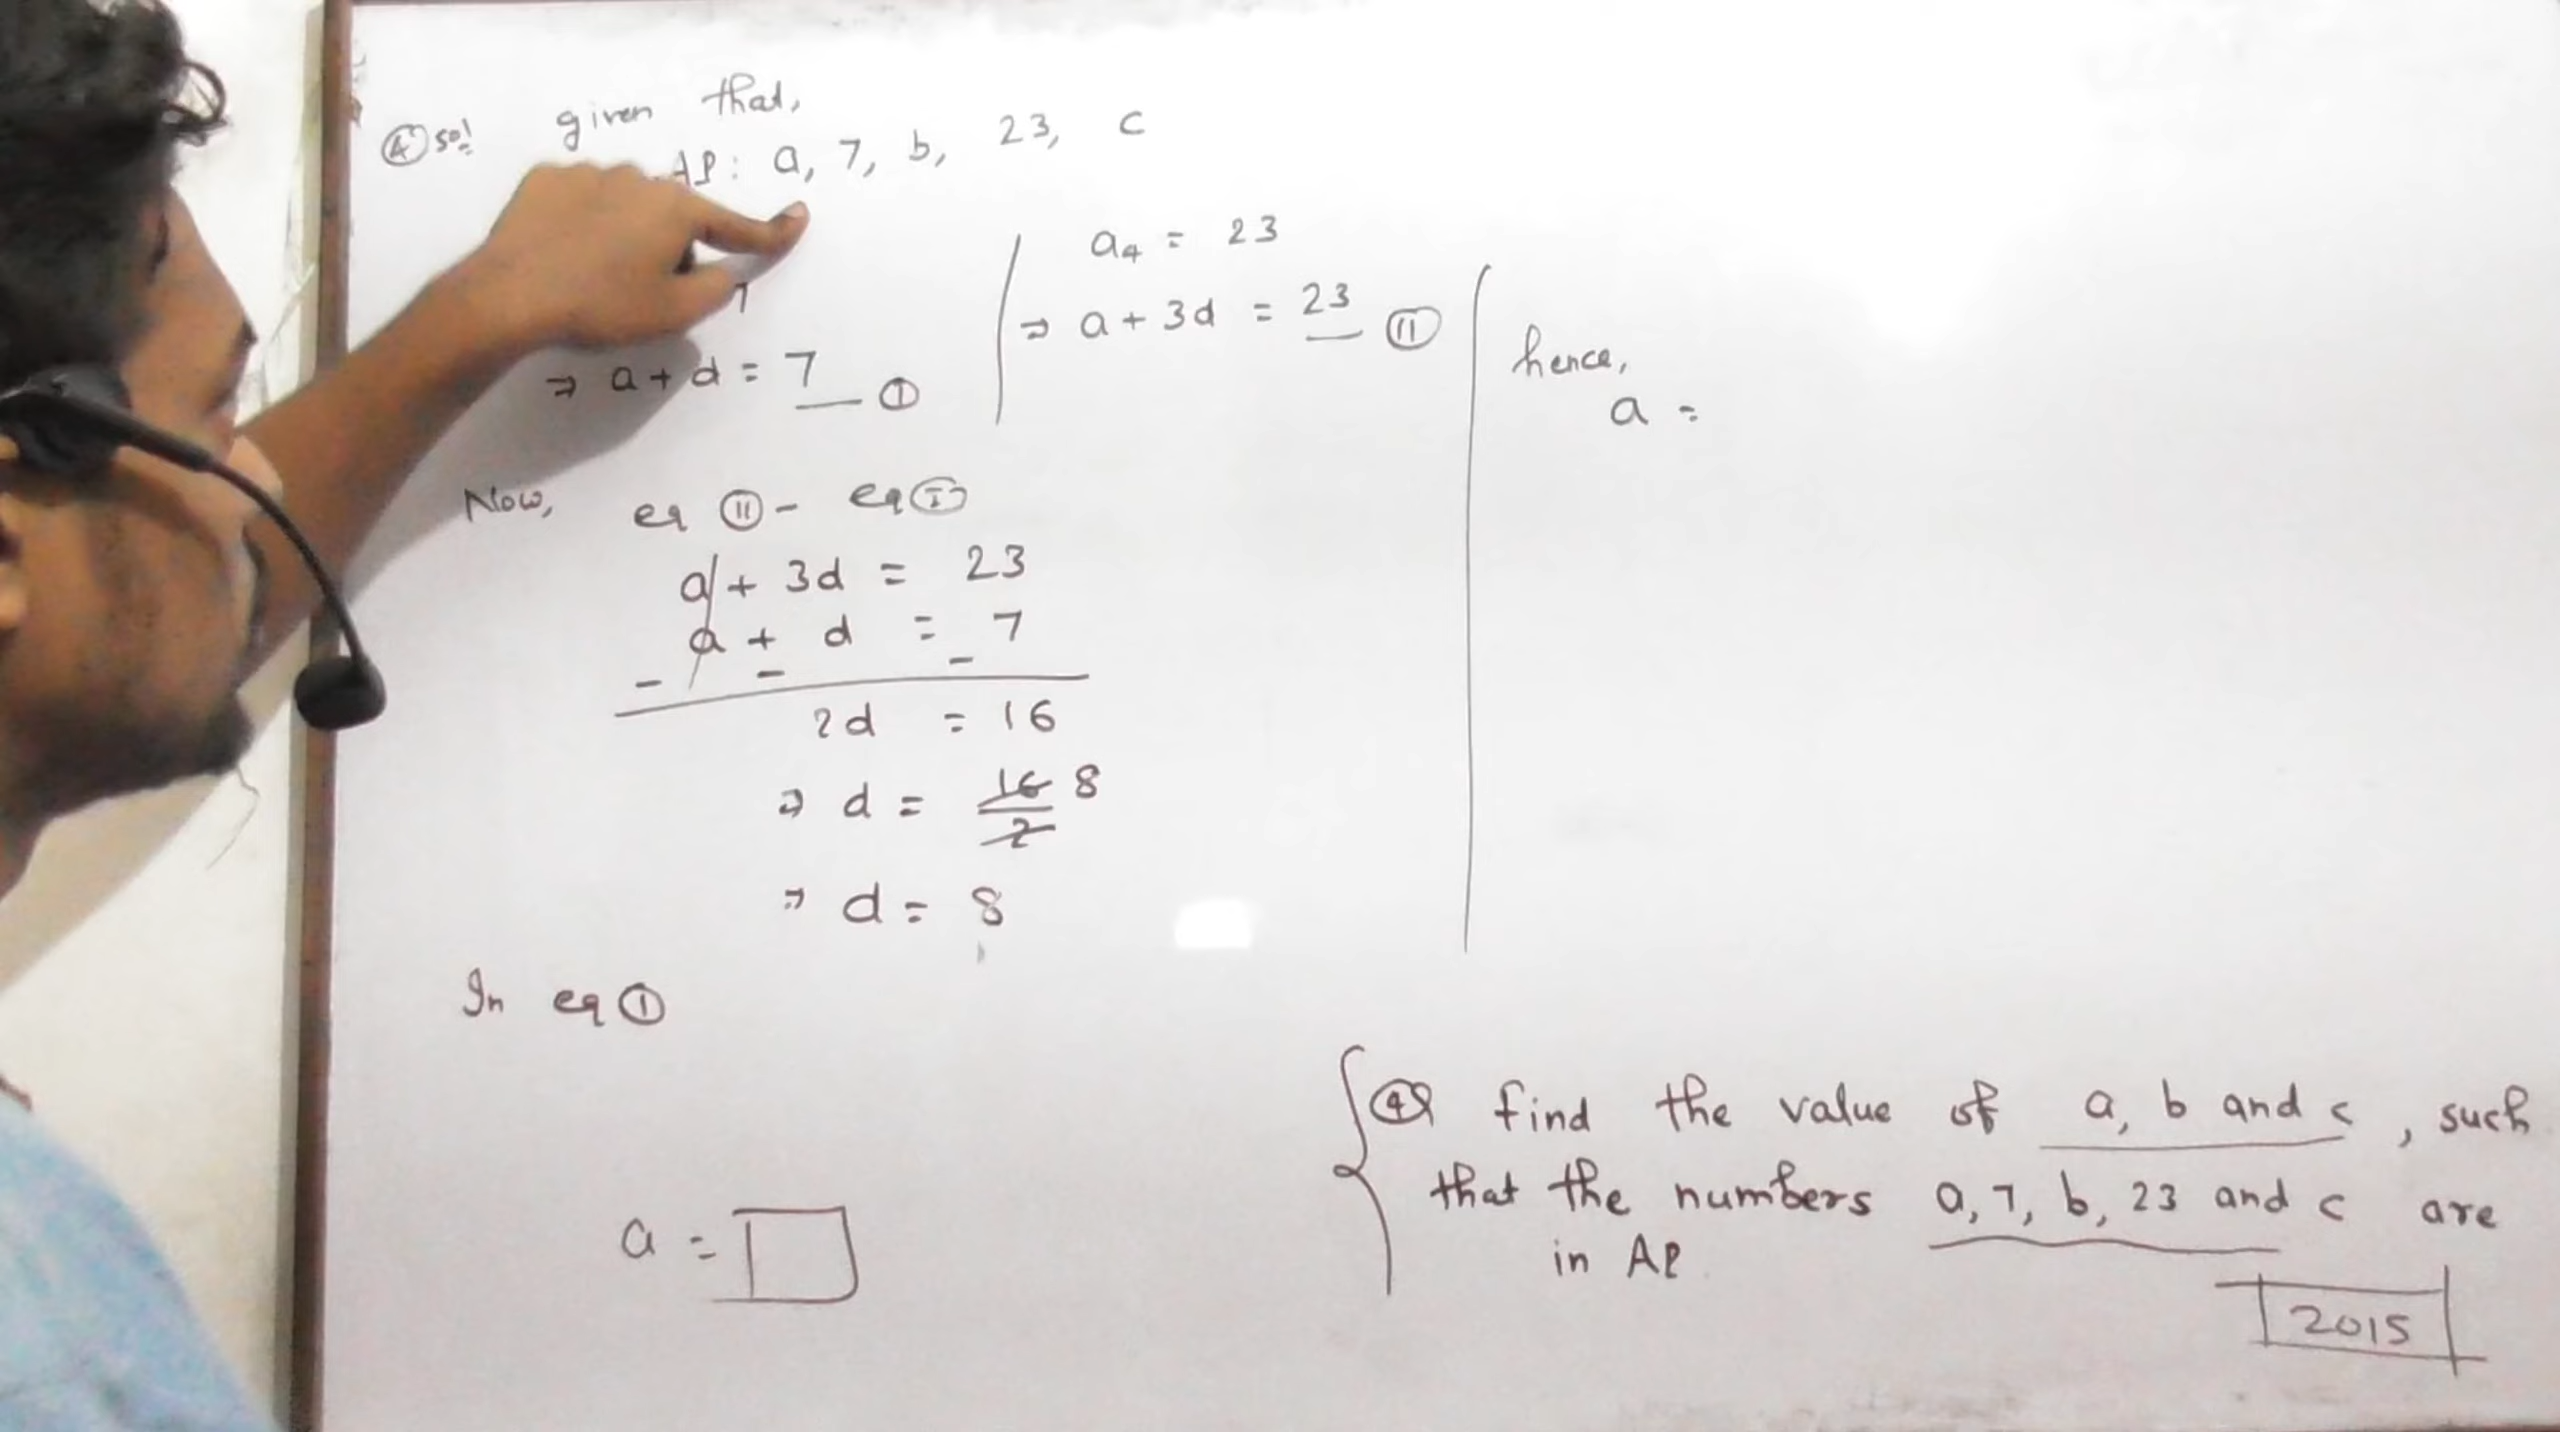 ④ Sol given that,
AP: a, 7, b, 23, c
7
⇒ a + d = 7 — ①
a₄ = 23
⇒ a + 3d = 23 — ⑪
Now, eq ⑪ - eq Ⓘ
a + 3d = 23
a + d = 7
- - -
2d = 16
⇒ d = 16/2 8
⇒ d = 8
In eq ①
a =
hence,
a =
④ Find the value of a, b and c, such
that the numbers a, 7, b, 23 and c are
in AP
2015